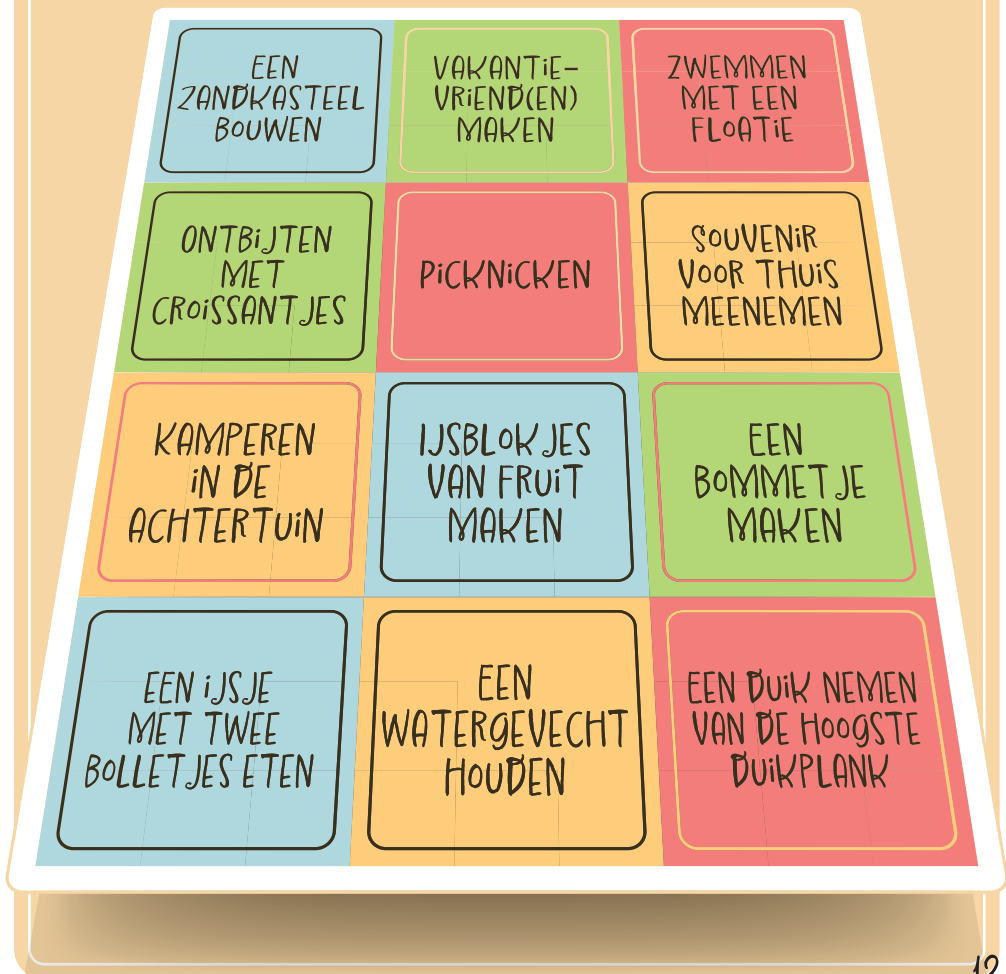 EEN
ZANDKASTEEL
BOUWEN
VAKANTIE-
VRIEND(EN)
MAKEN
ZWEMMEN
MET EEN
FLOATIE
ONTBIJTEN
MET
CROISSANTJES
PICKNICKEN
SOUVENIR
VOOR THUIS
MEENEMEN
KAMPEREN
IN DE
ACHTERTUIN
IJSBLOKJES
VAN FRUIT
MAKEN
EEN
BOMMETJE
MAKEN
EEN IJSJE
MET TWEE
BOLLETJES ETEN
EEN
WATERGEVECHT
HOUDEN
EEN DUIK NEMEN
VAN DE HOOGSTE
DUIKPLANK